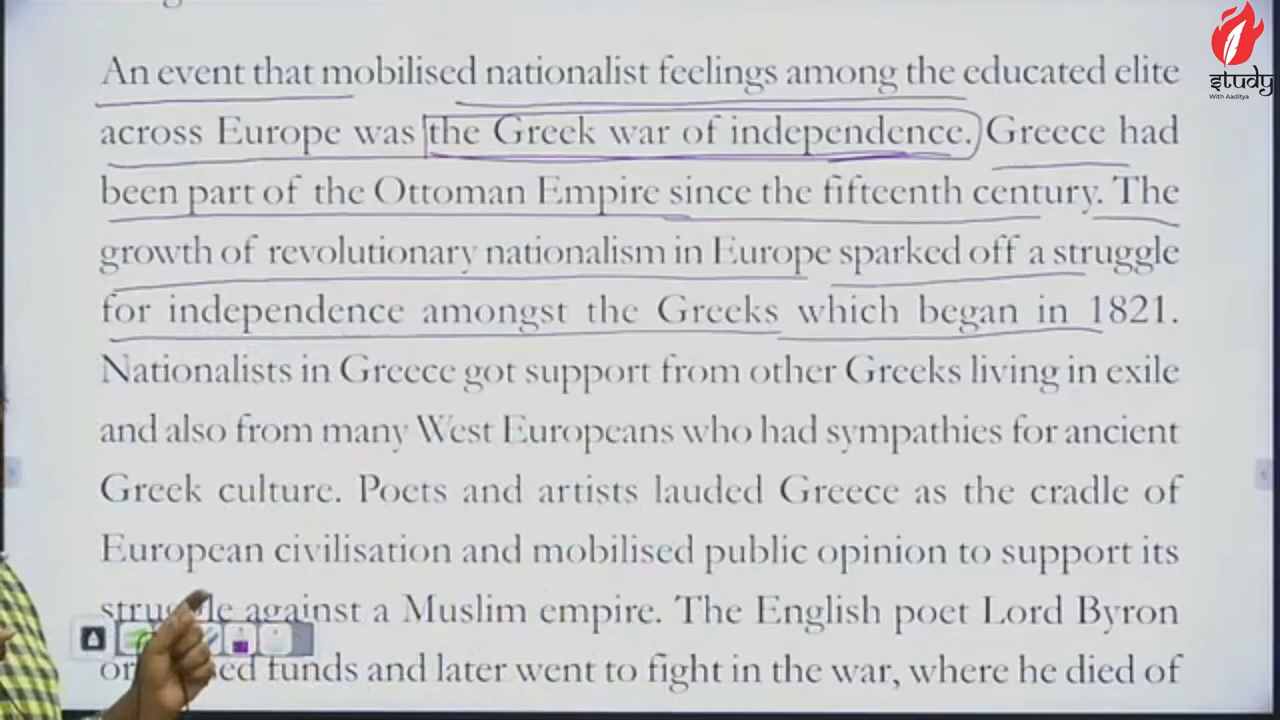 study
With Aaditya
An event that mobilised nationalist feelings among the educated elite
across Europe was the Greek war of independence. Greece had
been part of the Ottoman Empire since the fifteenth century. The
growth of revolutionary nationalism in Europe sparked off a struggle
for independence amongst the Greeks which began in 1821.
Nationalists in Greece got support from other Greeks living in exile
and also from many West Europeans who had sympathies for ancient
Greek culture. Poets and artists lauded Greece as the cradle of
European civilisation and mobilised public opinion to support its
against a Muslim empire. The English poet Lord Byron
funds and later went to fight in the war, where he died of